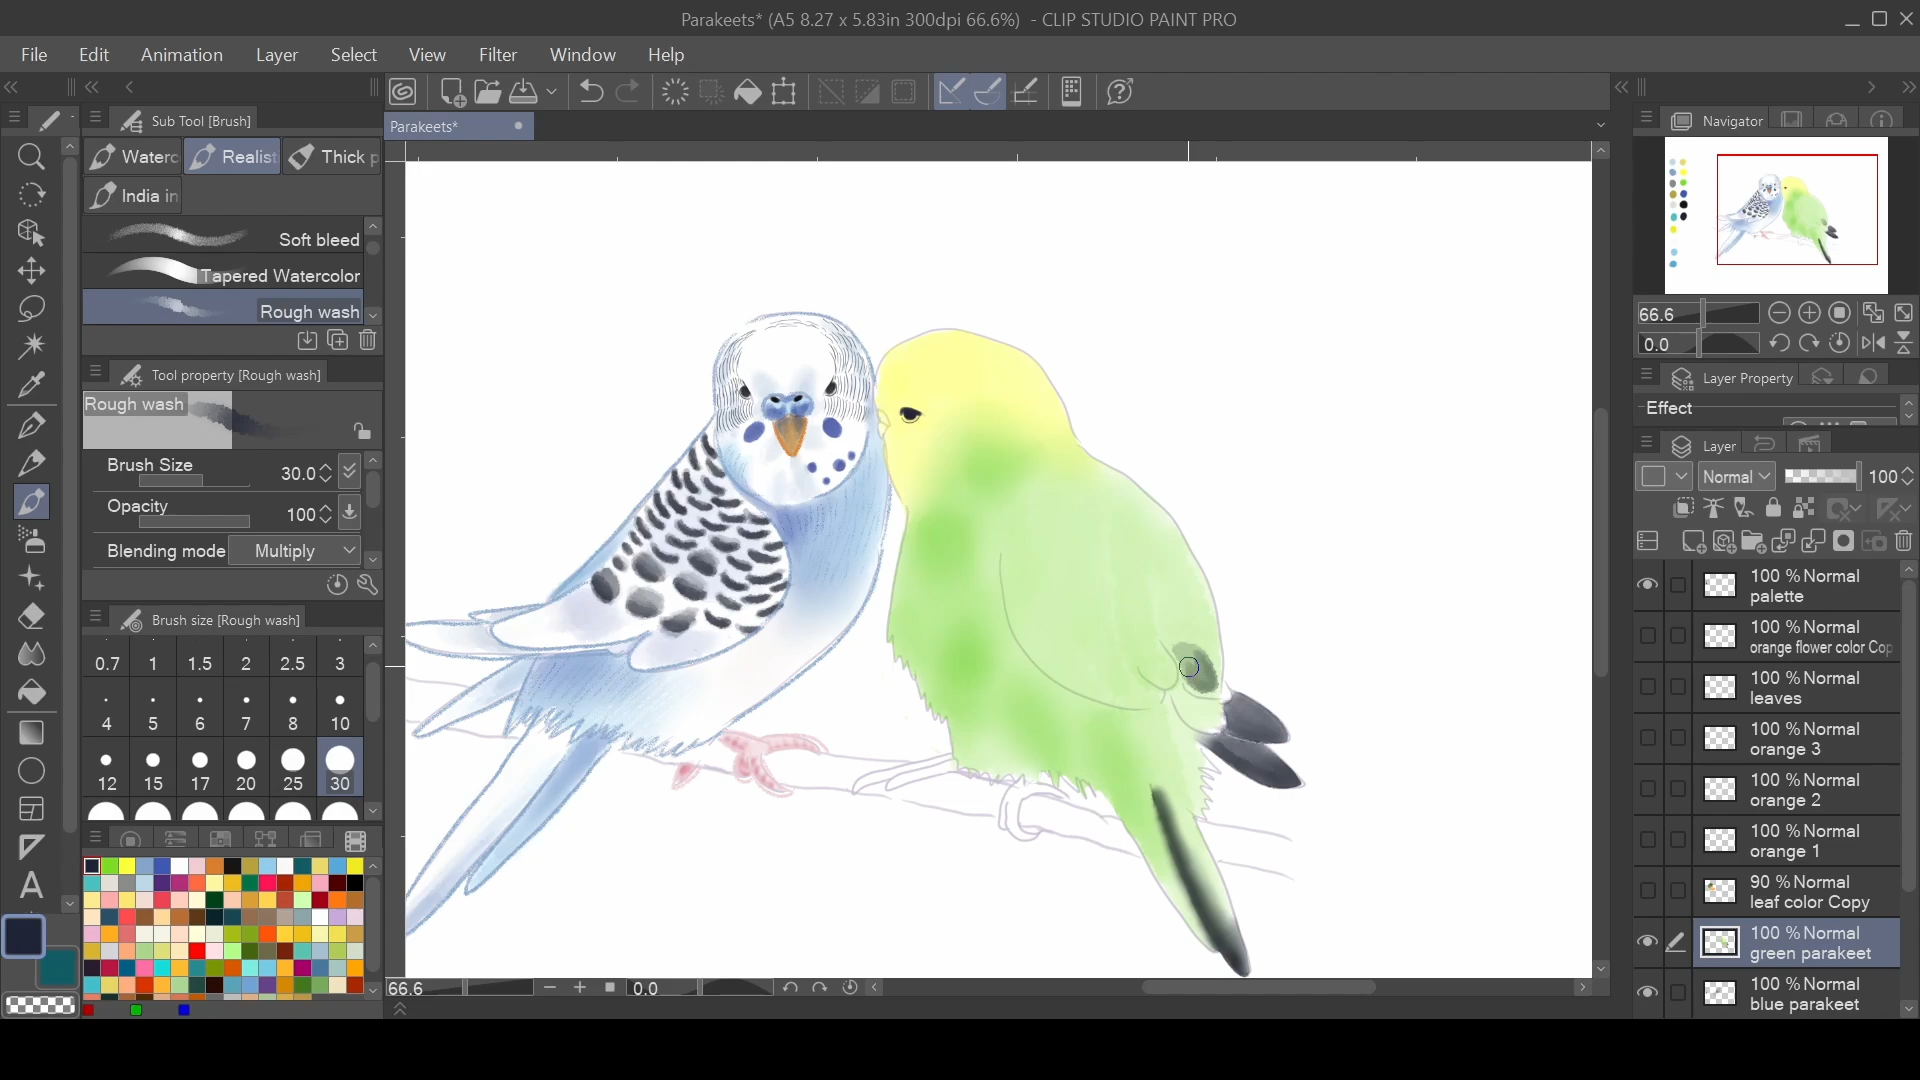 Parakeets* (A5 8.27 x 5.83in 300dpi 66.6%) - CLIP STUDIO PAINT PRO
File Edit Animation Layer Select View Filter Window Help
Sub Tool [Brush]
Parakeets*
Waterc Realist Thick p
India in
Soft bleed
Tapered Watercolor
Rough wash
Tool property [Rough wash]
Rough wash
Brush Size 30.0
Opacity 100
Blending mode Multiply
Brush size [Rough wash]
0.7 1 1.5 2 2.5 3
4 5 6 7 8 10
12 15 17 20 25 30
66.6 0.0
Navigator
66.6
0.0
Layer Property
Effect
Layer
Normal 100
100 % Normal
palette
100 % Normal
orange flower color Cop
100 % Normal
leaves
100 % Normal
orange 3
100 % Normal
orange 2
100 % Normal
orange 1
90 % Normal
leaf color Copy
100 % Normal
green parakeet
100 % Normal
blue parakeet